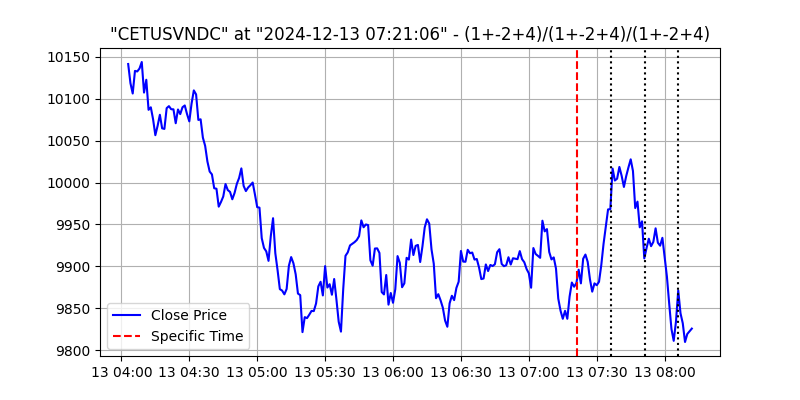 "CETUSVNDC" at "2024-12-13 07:21:06" - (1+-2+4)/(1+-2+4)/(1+-2+4)
10150
10100
10050
10000
9950
9900
9850
9800
Close Price
Specific Time
13 04:00 13 04:30 13 05:00 13 05:30 13 06:00 13 06:30 13 07:00 13 07:30 13 08:00